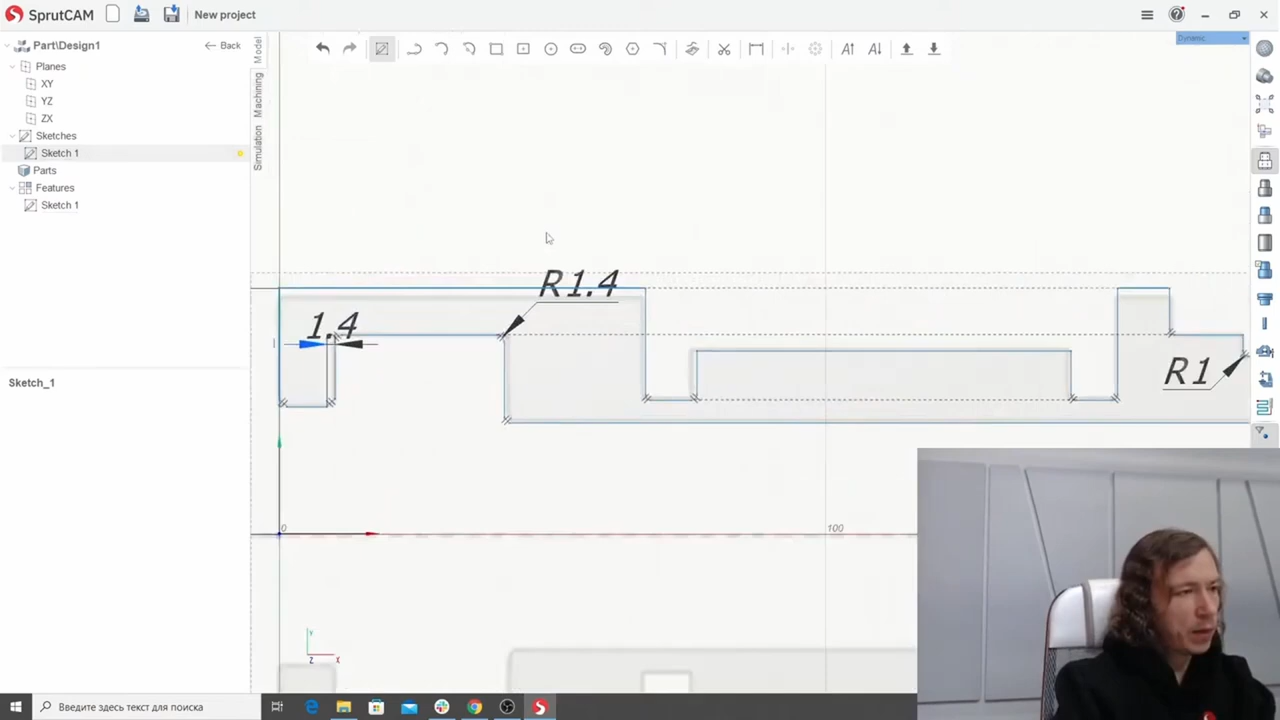 SprutCAM
New project
Part\Design1
Back
Planes
XY
YZ
ZX
Sketches
Sketch 1
Parts
Features
Sketch 1
Sketch_1
Model
Machining
Simulation
Dynamic
R1.4
1.4
R1
0
100
Y
Z
X
Введите здесь текст для поиска